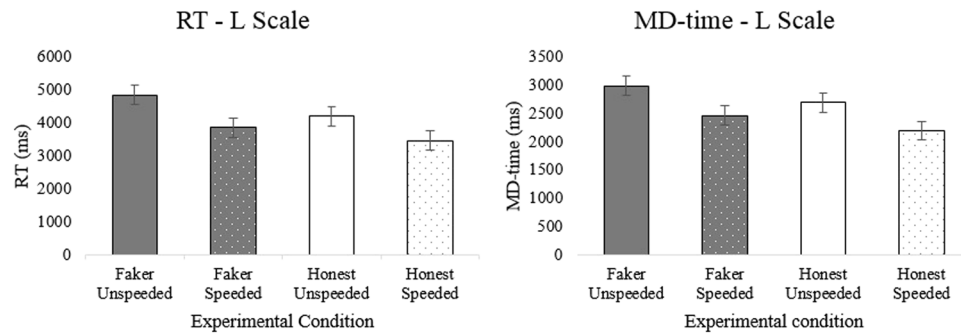 RT - L Scale
RT (ms)
6000
5000
4000
3000
2000
1000
0
Faker
Unspeeded
Faker
Speeded
Honest
Unspeeded
Honest
Speeded
Experimental Condition
MD-time - L Scale
MD-time (ms)
3500
3000
2500
2000
1500
1000
500
0
Faker
Unspeeded
Faker
Speeded
Honest
Unspeeded
Honest
Speeded
Experimental condition